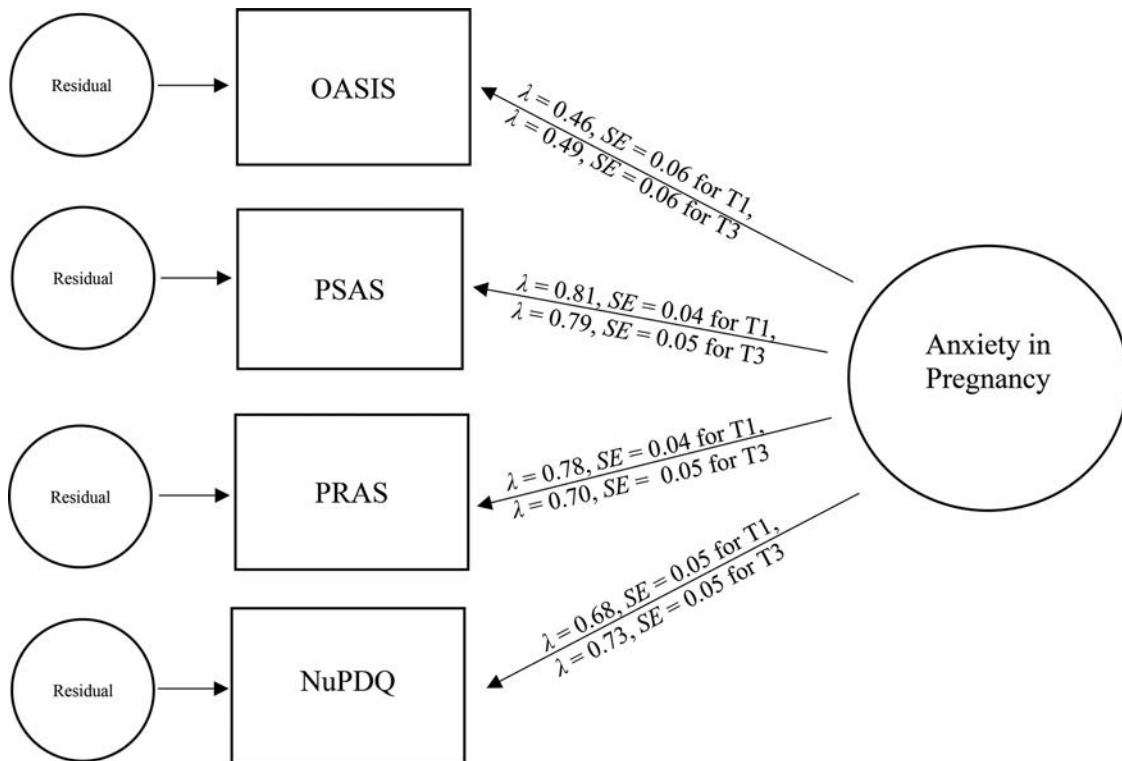 Residual
OASIS
λ = 0.46, SE = 0.06 for T1,
λ = 0.49, SE = 0.06 for T3
Residual
PSAS
λ = 0.81, SE = 0.04 for T1,
λ = 0.79, SE = 0.05 for T3
Anxiety in
Pregnancy
Residual
PRAS
λ = 0.78, SE = 0.04 for T1,
λ = 0.70, SE =  0.05 for T3
Residual
NuPDQ
λ = 0.68, SE = 0.05 for T1,
λ = 0.73, SE = 0.05 for T3